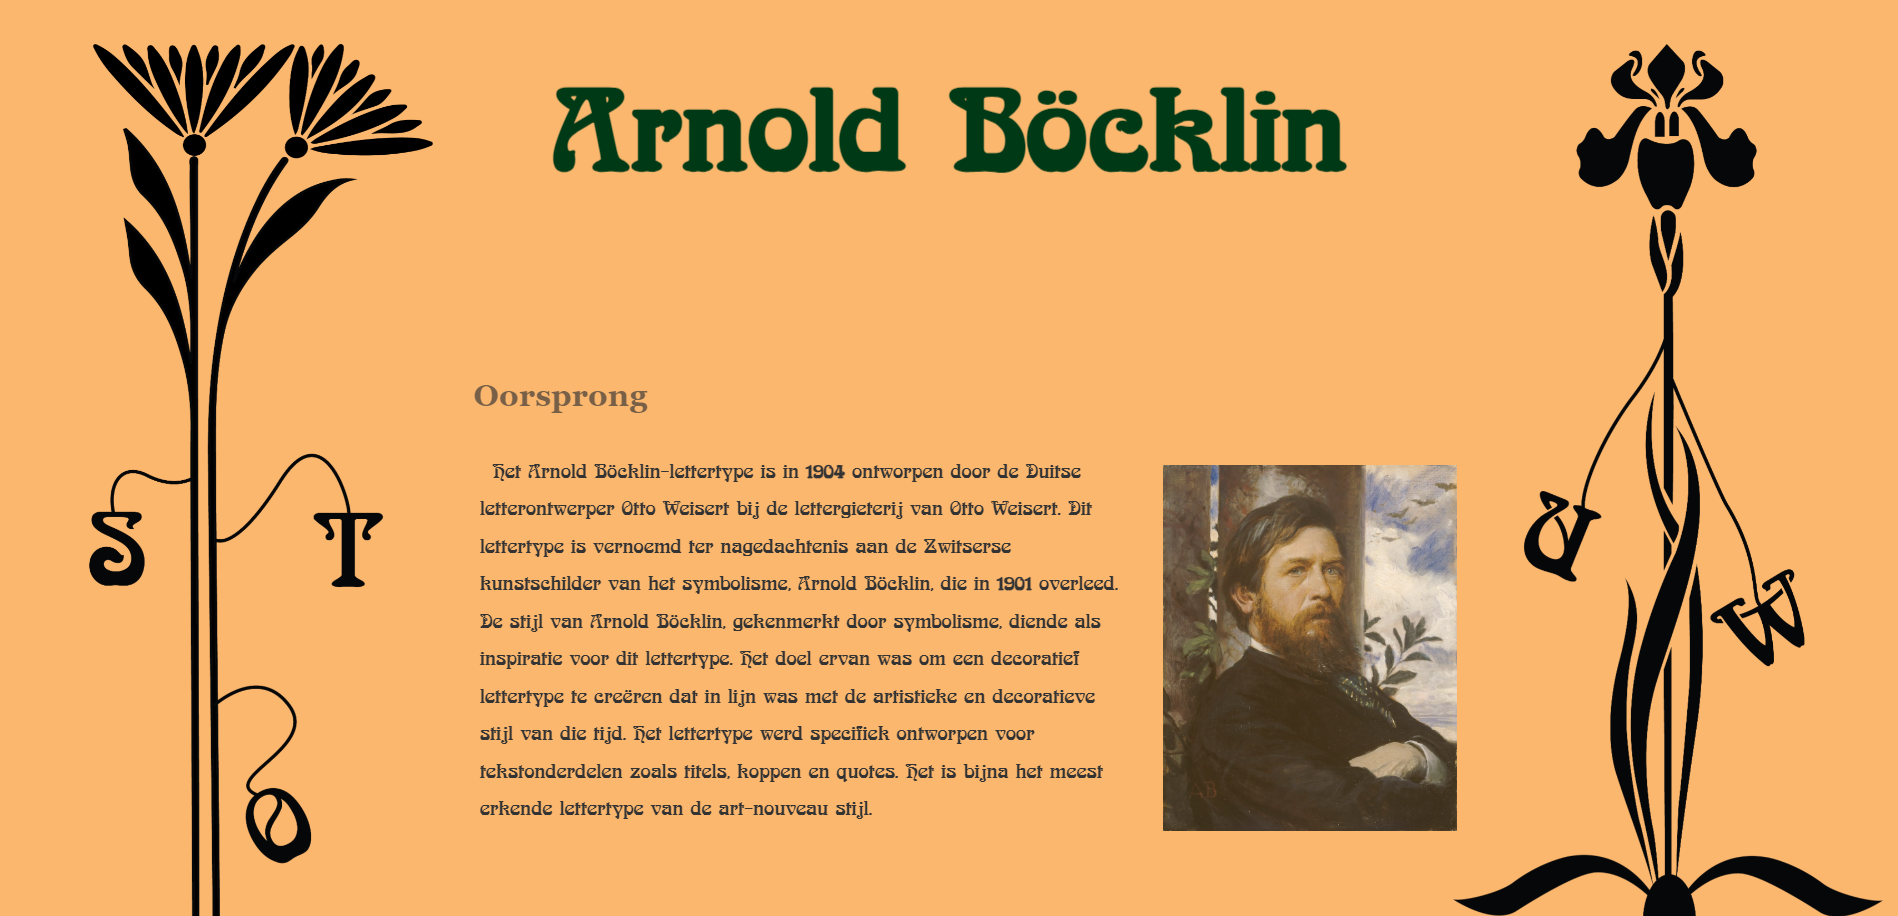 Arnold Böcklin
Oorsprong
Het Arnold Böcklin-lettertype is in 1904 ontworpen door de Duitse
letterontwerper Otto Weisert bij de lettergieterij van Otto Weisert. Dit
lettertype is vernoemd ter nagedachtenis aan de Zwitserse
kunstschilder van het symbolisme, Arnold Böcklin, die in 1901 overleed.
De stijl van Arnold Böcklin, gekenmerkt door symbolisme, diende als
inspiratie voor dit lettertype. Het doel ervan was om een decoratief
lettertype te creëren dat in lijn was met de artistieke en decoratieve
stijl van die tijd. Het lettertype werd specifiek ontworpen voor
tekstonderdelen zoals titels, koppen en quotes. Het is bijna het meest
erkende lettertype van de art-nouveau stijl.
S
T
O
U
W
AB